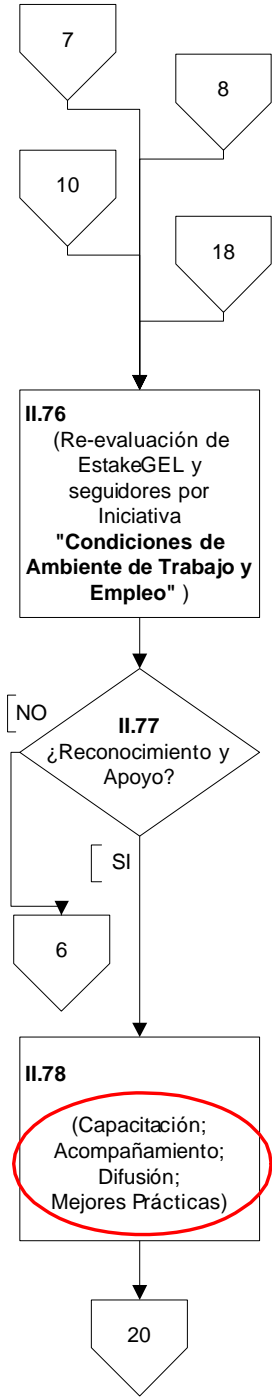 7
8
10
18
II.76
(Re-evaluación de
EstakeGEL y
seguidores por
Iniciativa
"Condiciones de
Ambiente de Trabajo y
Empleo" )
NO
II.77
¿Reconocimiento y
Apoyo?
SI
6
II.78
(Capacitación;
Acompañamiento;
Difusión;
Mejores Prácticas)
20